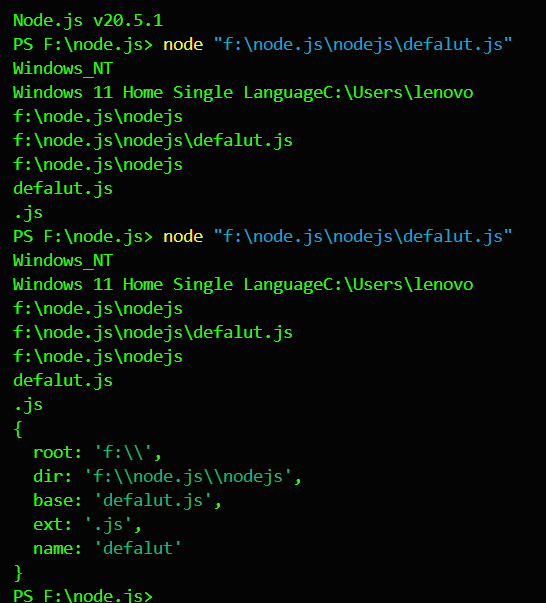 Node.js v20.5.1
PS F:\node.js> node "f:\node.js\nodejs\defalut.js"
Windows_NT
Windows 11 Home Single LanguageC:\Users\lenovo
f:\node.js\nodejs
f:\node.js\nodejs\defalut.js
f:\node.js\nodejs
defalut.js
.js
PS F:\node.js> node "f:\node.js\nodejs\defalut.js"
Windows_NT
Windows 11 Home Single LanguageC:\Users\lenovo
f:\node.js\nodejs
f:\node.js\nodejs\defalut.js
f:\node.js\nodejs
defalut.js
.js
{
  root: 'f:\\',
  dir: 'f:\\node.js\\nodejs',
  base: 'defalut.js',
  ext: '.js',
  name: 'defalut'
}
PS F:\node.js>